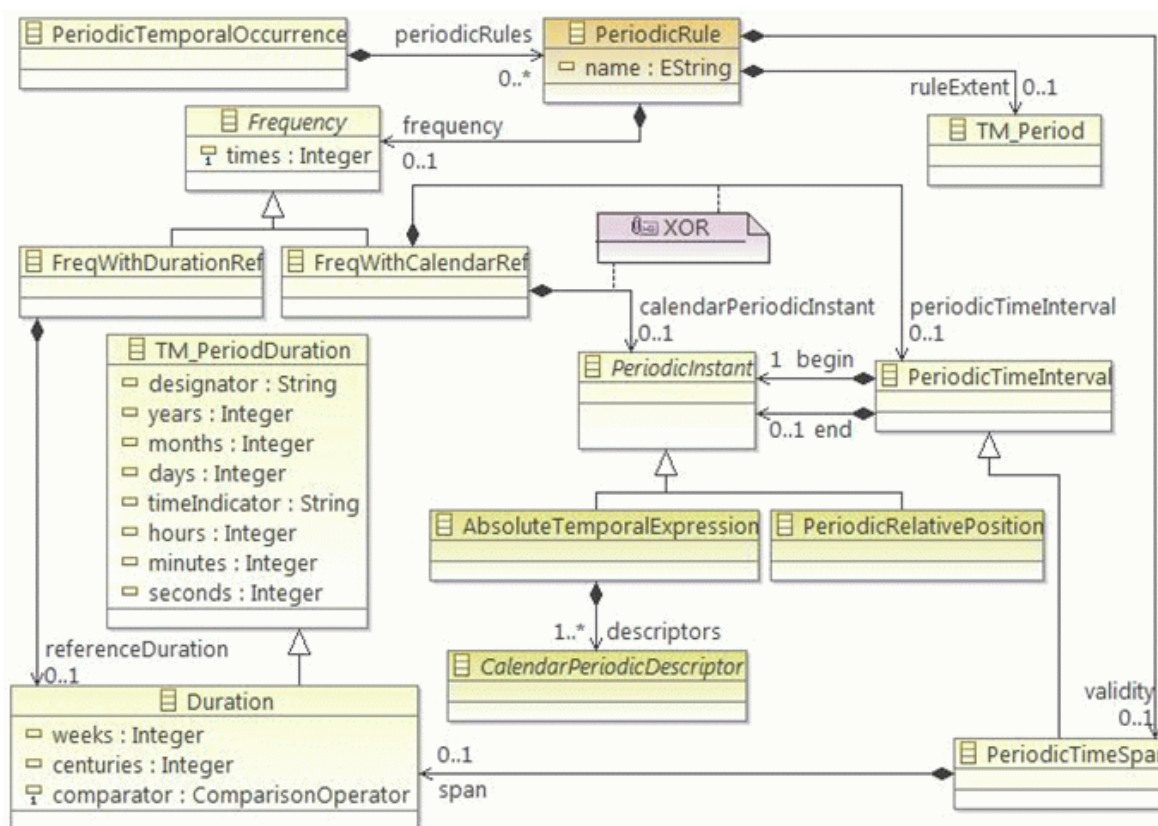 PeriodicTemporalOccurrence
periodicRules
0..*
PeriodicRule
name : EString
ruleExtent 0..1
TM_Period
Frequency
times : Integer
frequency
0..1
XOR
FreqWithDurationRef
FreqWithCalendarRef
calendarPeriodicInstant
0..1
periodicTimeInterval
0..1
TM_PeriodDuration
designator : String
years : Integer
months : Integer
days : Integer
timeIndicator : String
hours : Integer
minutes : Integer
seconds : Integer
PeriodicInstant
1 begin
0..1 end
PeriodicTimeInterval
AbsoluteTemporalExpression
PeriodicRelativePosition
1..* descriptors
CalendarPeriodicDescriptor
referenceDuration
0..1
Duration
weeks : Integer
centuries : Integer
comparator : ComparisonOperator
0..1
span
validity
0..1
PeriodicTimeSpan